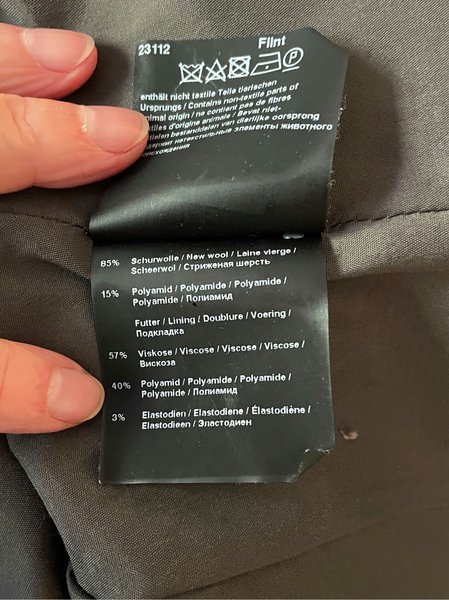 23112 Flint
enthält nicht textile Teile tierischen
Ursprungs / Contains non-textile parts of
animal origin / ne contient pas de fibres
textiles d'origine animale / Bevat niet-
bestanddelen van dierlijke oorsprong
нетекстильные элементы животного
происхождения
85% Schurwolle / New wool / Laine vierge /
Scheerwol / Стриженая шерсть
15% Polyamid / Polyamide / Polyamide /
Polyamide / Полиамид
Futter / Lining / Doublure / Voering /
Подкладка
57% Viskose / Viscose / Viscose / Viscose /
Вискоза
40% Polyamid / Polyamide / Polyamide /
Polyamide / Полиамид
3% Elastodien / Elastodiene / Élastodiène /
Elastodieen / Эластодиен